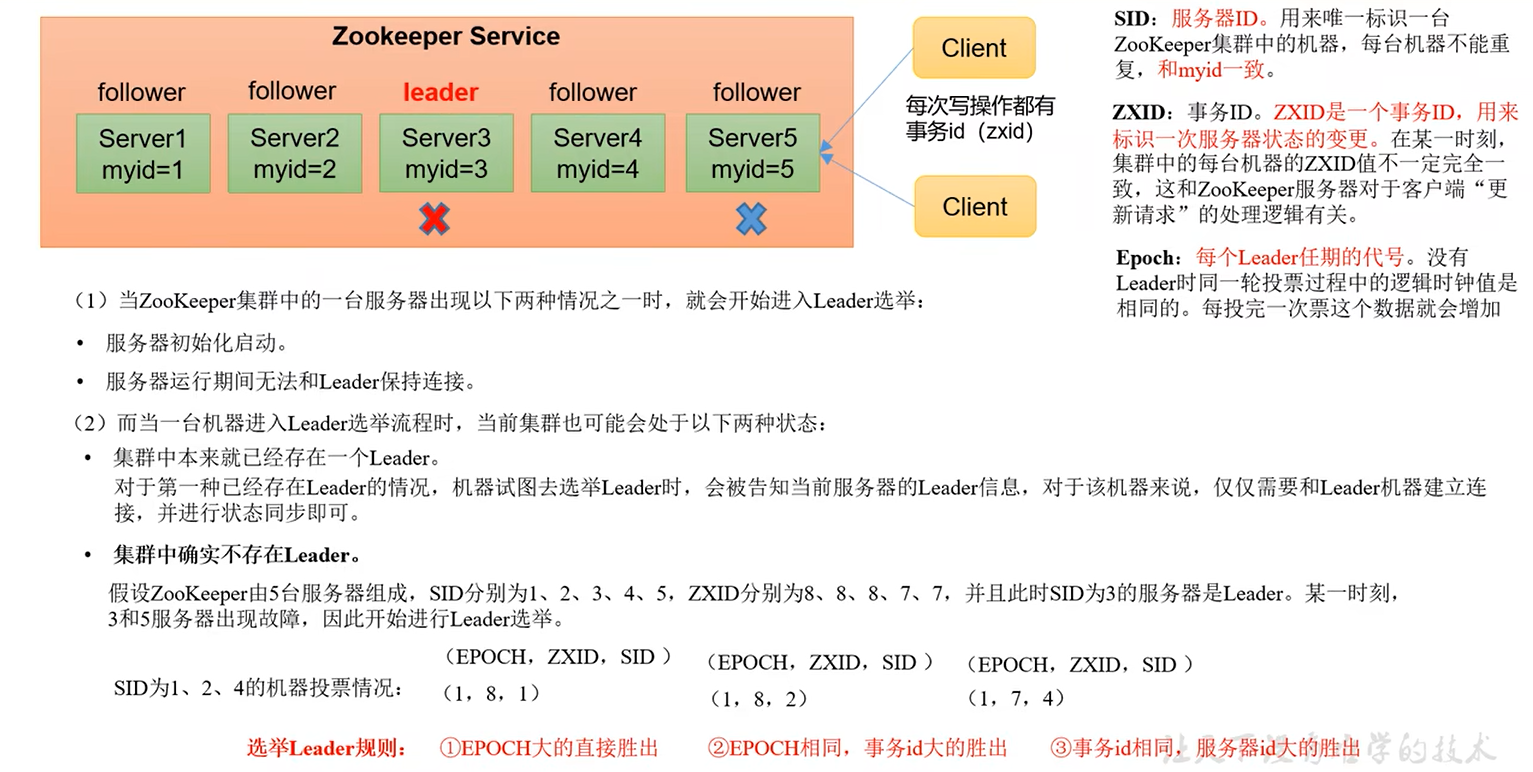 Zookeeper Service
follower
follower
leader
follower
follower
Server1
myid=1
Server2
myid=2
Server3
myid=3
Server4
myid=4
Server5
myid=5
Client
每次写操作都有
事务id（zxid）
Client
SID：服务器ID。用来唯一标识一台
ZooKeeper集群中的机器，每台机器不能重
复，和myid一致。
ZXID：事务ID。ZXID是一个事务ID，用来
标识一次服务器状态的变更。在某一时刻，
集群中的每台机器的ZXID值不一定完全一
致，这和ZooKeeper服务器对于客户端“更
新请求”的处理逻辑有关。
Epoch：每个Leader任期的代号。没有
Leader时同一轮投票过程中的逻辑时钟值是
相同的。每投完一次票这个数据就会增加
（1）当ZooKeeper集群中的一台服务器出现以下两种情况之一时，就会开始进入Leader选举：
• 服务器初始化启动。
• 服务器运行期间无法和Leader保持连接。
（2）而当一台机器进入Leader选举流程时，当前集群也可能会处于以下两种状态：
• 集群中本来就已经存在一个Leader。
对于第一种已经存在Leader的情况，机器试图去选举Leader时，会被告知当前服务器的Leader信息，对于该机器来说，仅仅需要和Leader机器建立连
接，并进行状态同步即可。
• 集群中确实不存在Leader。
假设ZooKeeper由5台服务器组成，SID分别为1、2、3、4、5，ZXID分别为8、8、8、7、7，并且此时SID为3的服务器是Leader。某一时刻，
3和5服务器出现故障，因此开始进行Leader选举。
（EPOCH，ZXID，SID ） （EPOCH，ZXID，SID ） （EPOCH，ZXID，SID ）
SID为1、2、4的机器投票情况： （1，8，1） （1，8，2） （1，7，4）
选举Leader规则： ①EPOCH大的直接胜出 ②EPOCH相同，事务id大的胜出 ③事务id相同，服务器id大的胜出
让天下没有难学的技术